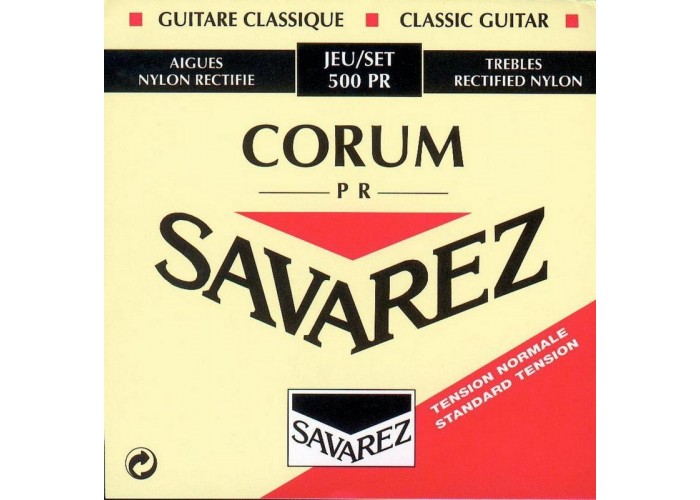 GUITARE CLASSIQUE ■ CLASSIC GUITAR
AIGUES
NYLON RECTIFIE
JEU/SET
500 PR
TREBLES
RECTIFIED NYLON
CORUM
PR
SAVAREZ
TENSION NORMALE
STANDARD TENSION
SAVAREZ